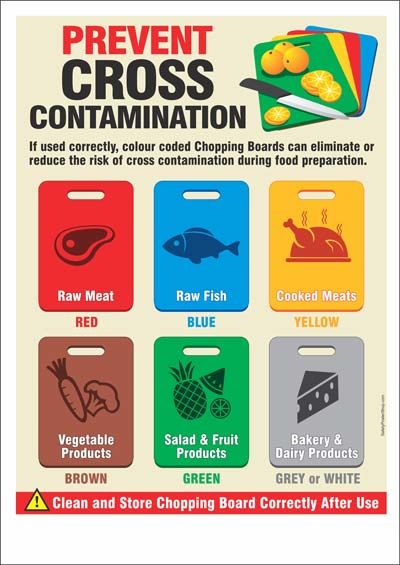 PREVENT
CROSS
CONTAMINATION
If used correctly, colour coded Chopping Boards can eliminate or
reduce the risk of cross contamination during food preparation.
Raw Meat
RED
Raw Fish
BLUE
Cooked Meats
YELLOW
Vegetable
Products
BROWN
Salad & Fruit
Products
GREEN
Bakery &
Dairy Products
GREY or WHITE
SafetyPosterShop.com
Clean and Store Chopping Board Correctly After Use